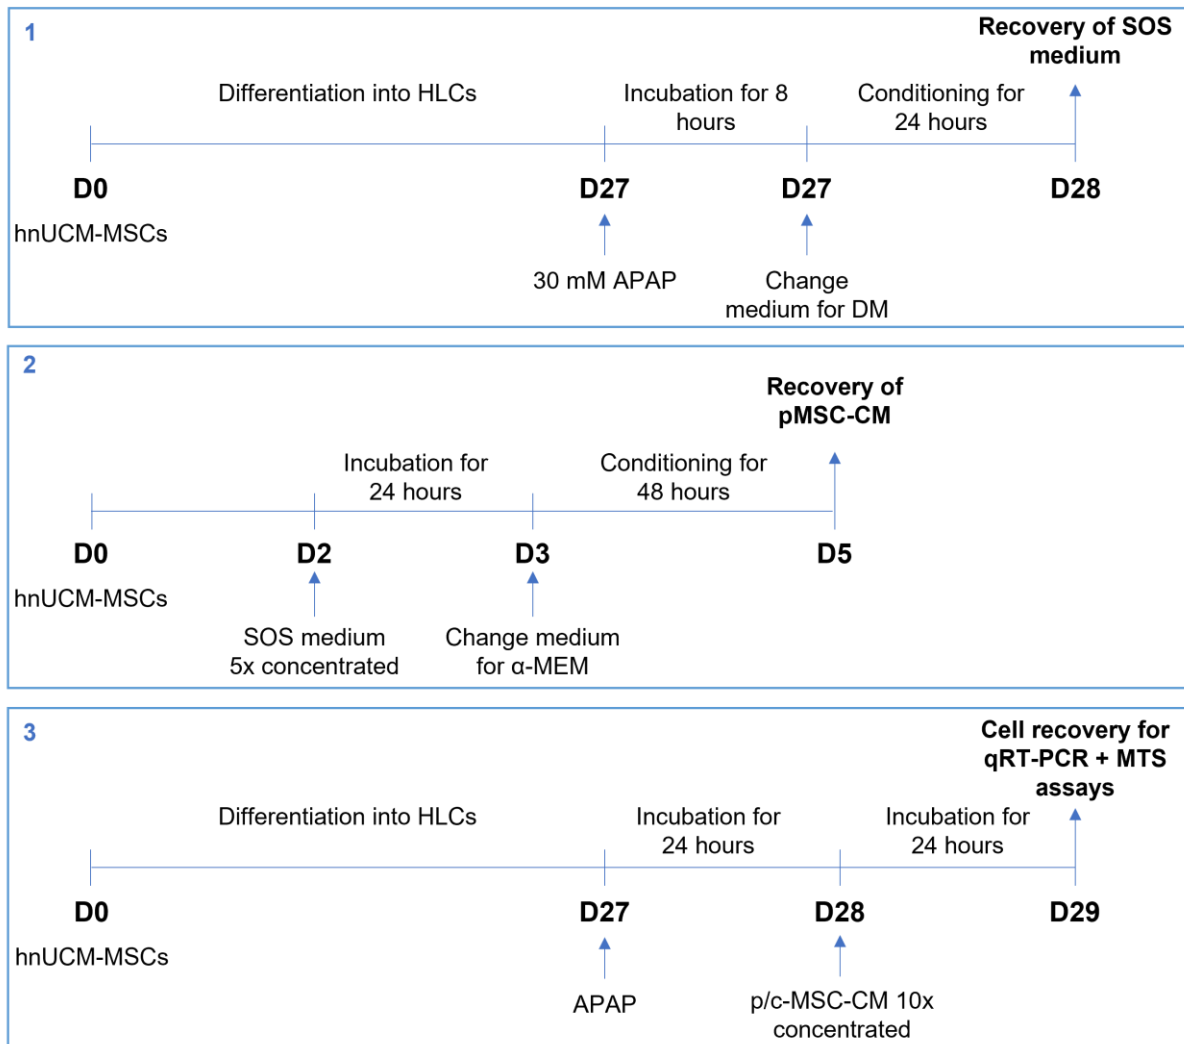 1
Recovery of SOS
medium
Differentiation into HLCs
Incubation for 8
hours
Conditioning for
24 hours
D0
D27
D27
D28
hnUCM-MSCs
30 mM APAP
Change
medium for DM
2
Recovery of
pMSC-CM
Incubation for
24 hours
Conditioning for
48 hours
D0
D2
D3
D5
hnUCM-MSCs
SOS medium
5x concentrated
Change medium
for α-MEM
3
Cell recovery for
qRT-PCR + MTS
assays
Differentiation into HLCs
Incubation for
24 hours
Incubation for
24 hours
D0
D27
D28
D29
hnUCM-MSCs
APAP
p/c-MSC-CM 10x
concentrated